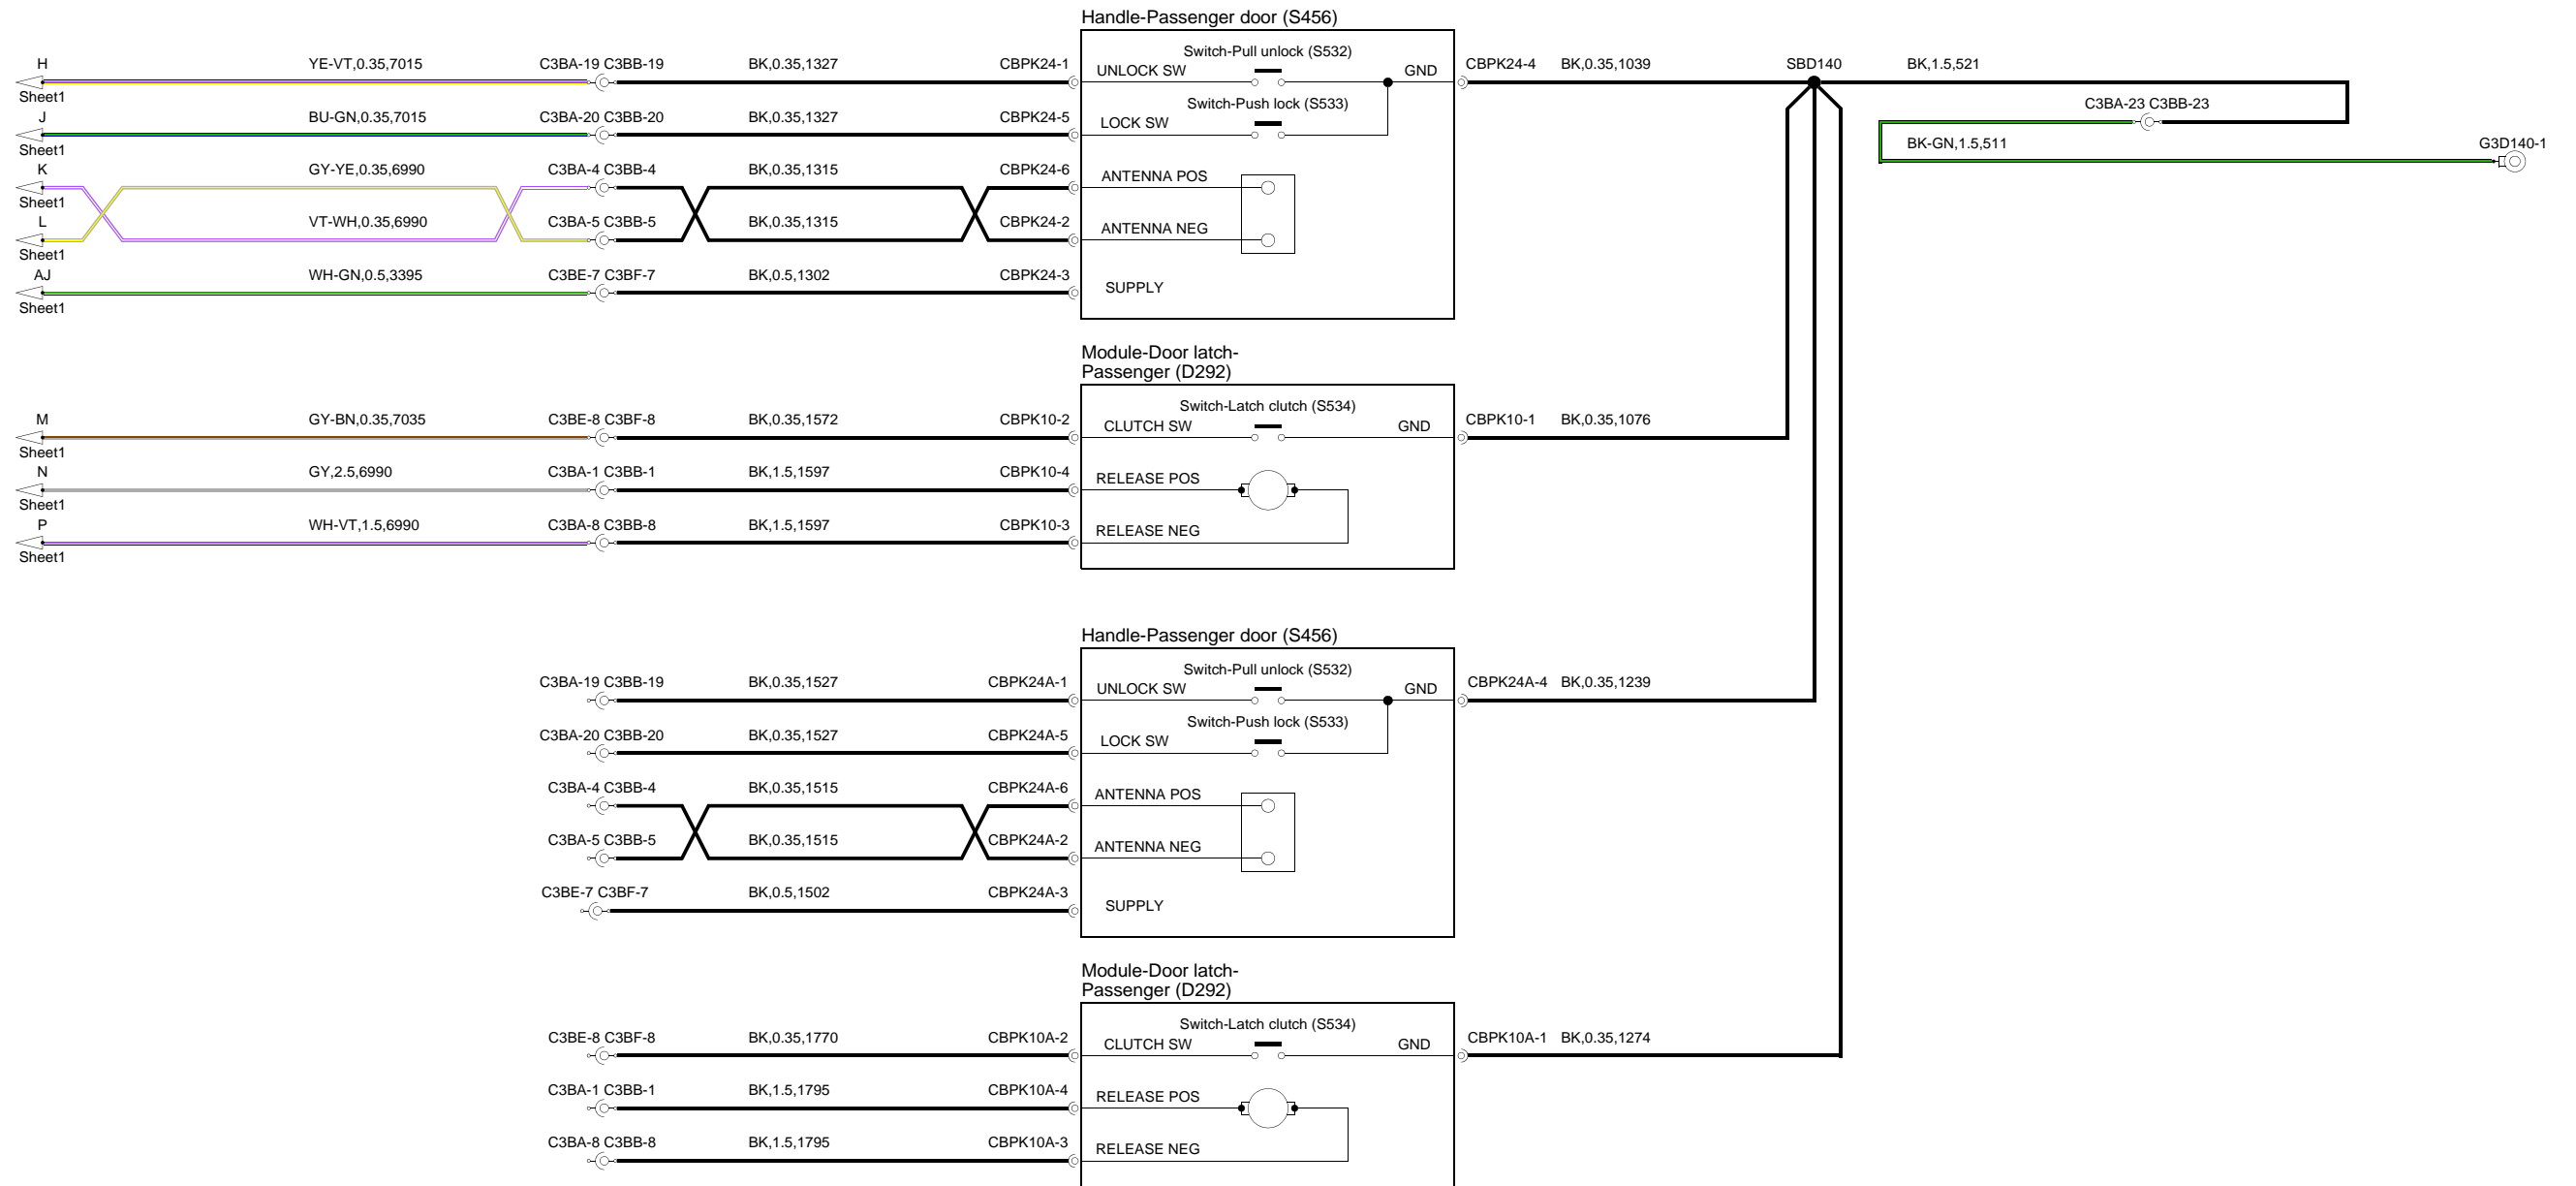 Handle-Passenger door (S456)
Switch-Pull unlock (S532)
H YE-VT,0.35,7015 C3BA-19 C3BB-19 BK,0.35,1327 CBPK24-1 UNLOCK SW GND CBPK24-4 BK,0.35,1039 SBD140 BK,1.5,521
Sheet1
Switch-Push lock (S533) C3BA-23 C3BB-23
J BU-GN,0.35,7015 C3BA-20 C3BB-20 BK,0.35,1327 CBPK24-5 LOCK SW
Sheet1
BK-GN,1.5,511 G3D140-1
K GY-YE,0.35,6990 C3BA-4 C3BB-4 BK,0.35,1315 CBPK24-6 ANTENNA POS
Sheet1
L VT-WH,0.35,6990 C3BA-5 C3BB-5 BK,0.35,1315 CBPK24-2 ANTENNA NEG
Sheet1
AJ WH-GN,0.5,3395 C3BE-7 C3BF-7 BK,0.5,1302 CBPK24-3 SUPPLY
Sheet1
Module-Door latch-
Passenger (D292)
Switch-Latch clutch (S534)
M GY-BN,0.35,7035 C3BE-8 C3BF-8 BK,0.35,1572 CBPK10-2 CLUTCH SW GND CBPK10-1 BK,0.35,1076
Sheet1
N GY,2.5,6990 C3BA-1 C3BB-1 BK,1.5,1597 CBPK10-4 RELEASE POS
Sheet1
P WH-VT,1.5,6990 C3BA-8 C3BB-8 BK,1.5,1597 CBPK10-3 RELEASE NEG
Sheet1
Handle-Passenger door (S456)
Switch-Pull unlock (S532)
C3BA-19 C3BB-19 BK,0.35,1527 CBPK24A-1 UNLOCK SW GND CBPK24A-4 BK,0.35,1239
Switch-Push lock (S533)
C3BA-20 C3BB-20 BK,0.35,1527 CBPK24A-5 LOCK SW
C3BA-4 C3BB-4 BK,0.35,1515 CBPK24A-6 ANTENNA POS
C3BA-5 C3BB-5 BK,0.35,1515 CBPK24A-2 ANTENNA NEG
C3BE-7 C3BF-7 BK,0.5,1502 CBPK24A-3 SUPPLY
Module-Door latch-
Passenger (D292)
Switch-Latch clutch (S534)
C3BE-8 C3BF-8 BK,0.35,1770 CBPK10A-2 CLUTCH SW GND CBPK10A-1 BK,0.35,1274
C3BA-1 C3BB-1 BK,1.5,1795 CBPK10A-4 RELEASE POS
C3BA-8 C3BB-8 BK,1.5,1795 CBPK10A-3 RELEASE NEG